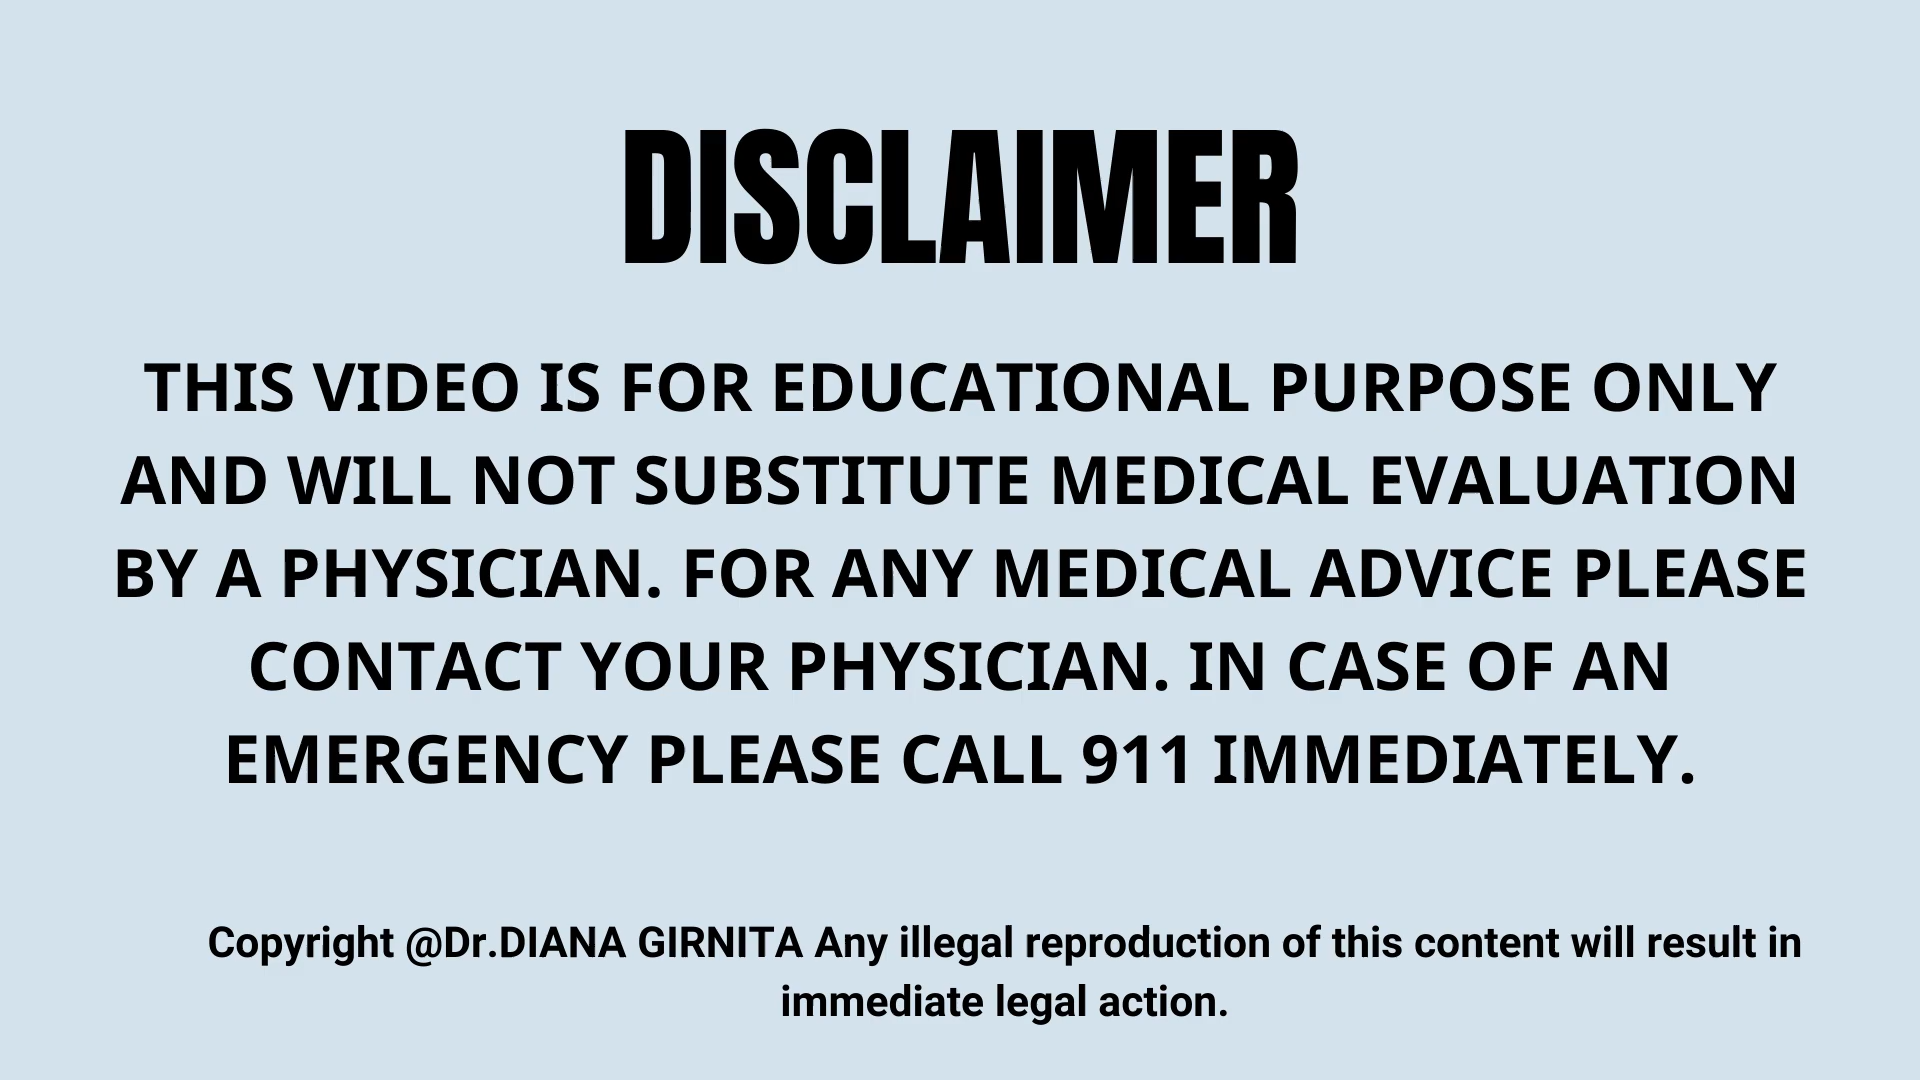 DISCLAIMER
THIS VIDEO IS FOR EDUCATIONAL PURPOSE ONLY
AND WILL NOT SUBSTITUTE MEDICAL EVALUATION
BY A PHYSICIAN. FOR ANY MEDICAL ADVICE PLEASE
CONTACT YOUR PHYSICIAN. IN CASE OF AN
EMERGENCY PLEASE CALL 911 IMMEDIATELY.
Copyright @Dr.DIANA GIRNITA Any illegal reproduction of this content will result in
immediate legal action.